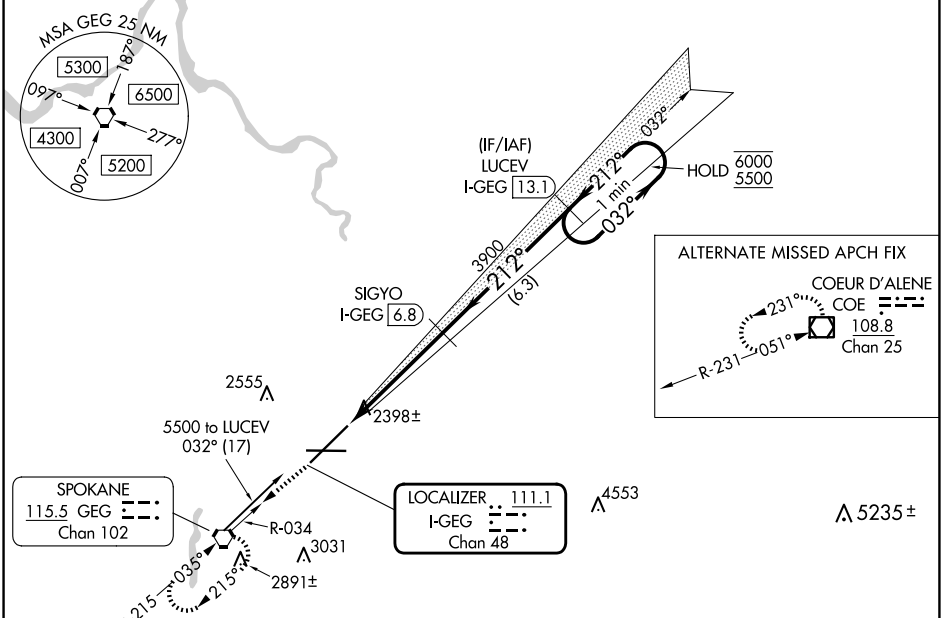 MSA GEG 25 NM
187°
5300
097°
6500
4300
277°
5200
007°
(IF/IAF)
LUCEV
I-GEG 13.1
032°
212°
1 min
032°
HOLD 6000
5500
3900
212°
(6.3)
SIGYO
I-GEG 6.8
ALTERNATE MISSED APCH FIX
COEUR D'ALENE
COE
108.8
Chan 25
231°
R-231
051°
2555
2398±
5500 to LUCEV
032° (17)
SPOKANE
115.5 GEG
Chan 102
R-034
LOCALIZER 111.1
I-GEG
Chan 48
4553
5235±
3031
2891±
215
035°
215°